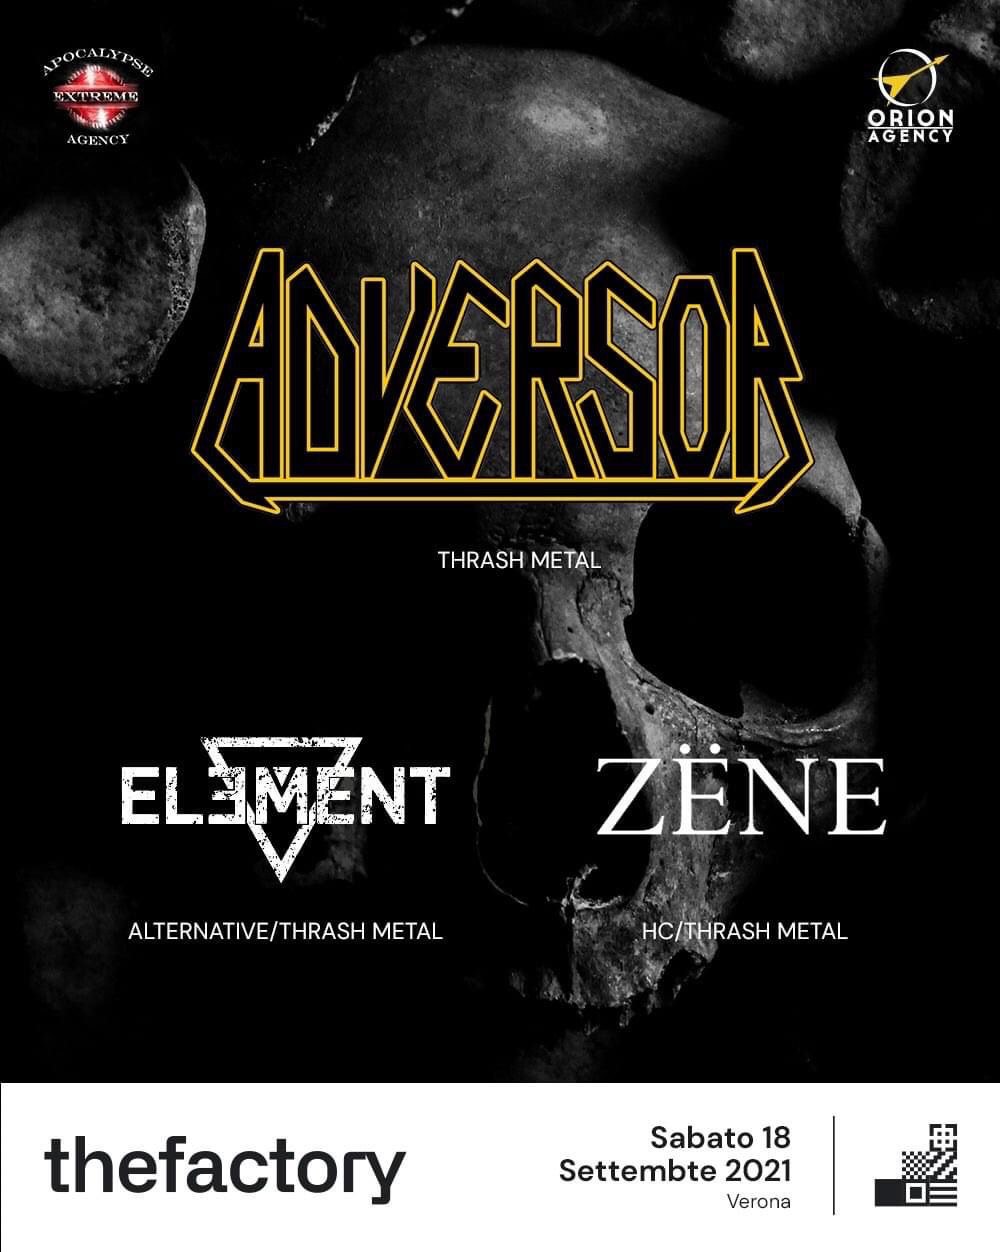 APOCALYPSE
EXTREME
AGENCY
ORION
AGENCY
ADVERSOR
THRASH METAL
ELEMENT
ALTERNATIVE/THRASH METAL
ZËNE
HC/THRASH METAL
thefactory
Sabato 18
Settembte 2021
Verona